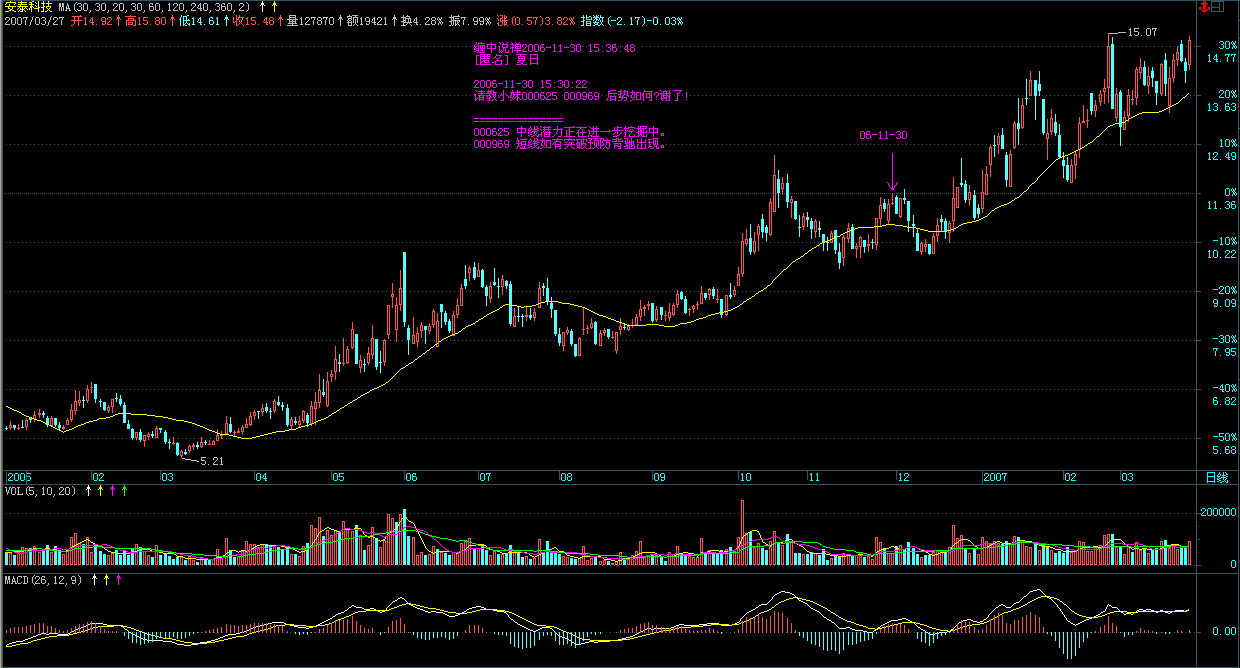 安泰科技 MA(30,30,20,30,60,120,240,360,2) ↑ ↑
2007/03/27 开14.92↑高15.80↑低14.61↑收15.48↑量127870↑额19421↑换4.28% 振7.99% 涨(0.57)3.82% 指数(-2.17)-0.03%
缠中说禅2006-11-30 15:36:48
[匿名] 夏日
2006-11-30 15:30:22
请教小妹000625 000969 后势如何?谢了!
===============
000625 中线潜力正在进一步挖掘中。
000969 短线如有突破预防背驰出现。
06-11-30
15.07
5.21
30%
14.77
20%
13.63
10%
12.49
0%
11.36
-10%
10.22
-20%
9.09
-30%
7.95
-40%
6.82
-50%
5.68
2006 02 03 04 05 06 07 08 09 10 11 12 2007 02 03 日线
VOL(5,10,20) ↑ ↑ ↑ ↑
200000
0
MACD(26,12,9) ↑ ↑ ↑
0.00